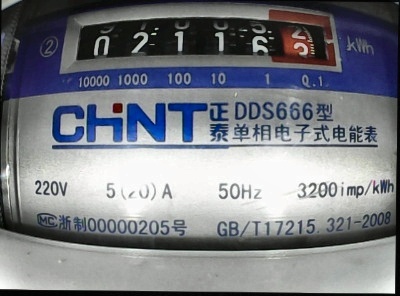 ② 02116 kWh
10000 1000 100 10 1 0.1
CHNT 正泰 DDS666型
单相电子式电能表
220V 5(20)A 50Hz 3200imp/kWh
MC 浙制00000205号 GB/T17215.321-2008